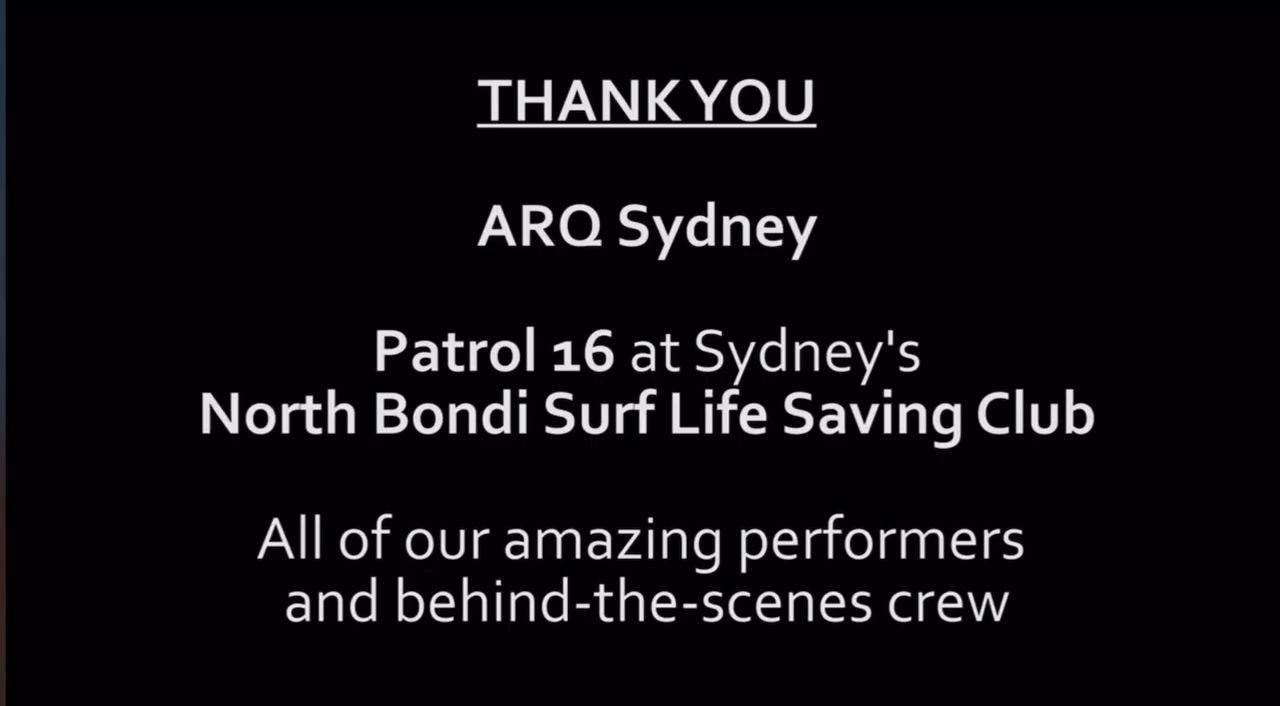 THANK YOU
ARQ Sydney
Patrol 16 at Sydney's
North Bondi Surf Life Saving Club
All of our amazing performers
and behind-the-scenes crew